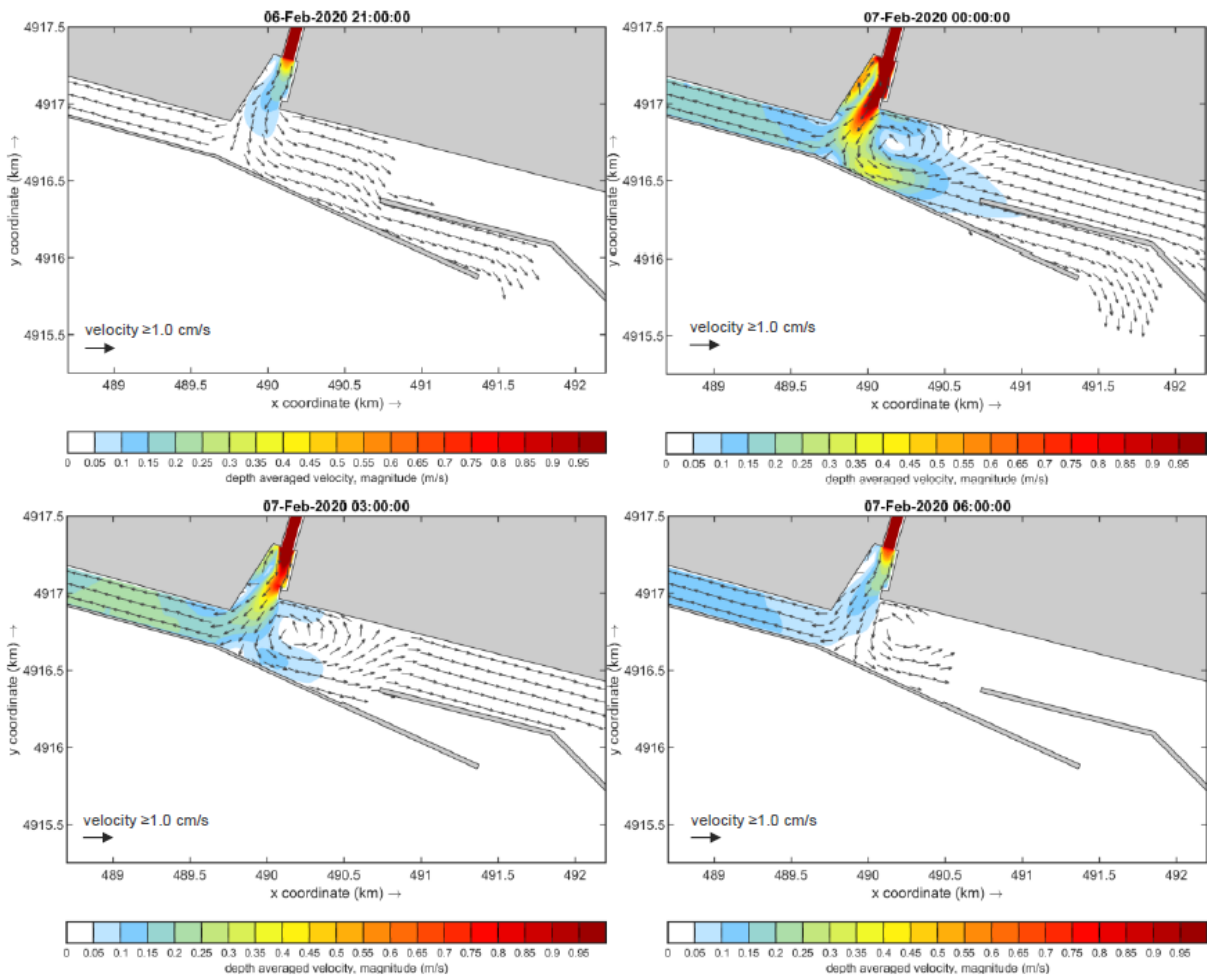 06-Feb-2020 21:00:00
4917.5
4917
4916.5
4916
4915.5
y coordinate (km) →
velocity ≥1.0 cm/s
489 489.5 490 490.5 491 491.5 492
x coordinate (km) →
0 0.05 0.1 0.15 0.2 0.25 0.3 0.35 0.4 0.45 0.5 0.55 0.6 0.65 0.7 0.75 0.8 0.85 0.9 0.95
depth averaged velocity, magnitude (m/s)
07-Feb-2020 00:00:00
4917.5
4917
4916.5
4916
4915.5
y coordinate (km) →
velocity ≥1.0 cm/s
489 489.5 490 490.5 491 491.5 492
x coordinate (km) →
0 0.05 0.1 0.15 0.2 0.25 0.3 0.35 0.4 0.45 0.5 0.55 0.6 0.65 0.7 0.75 0.8 0.85 0.9 0.95
depth averaged velocity, magnitude (m/s)
07-Feb-2020 03:00:00
4917.5
4917
4916.5
4916
4915.5
y coordinate (km) →
velocity ≥1.0 cm/s
489 489.5 490 490.5 491 491.5 492
x coordinate (km) →
0 0.05 0.1 0.15 0.2 0.25 0.3 0.35 0.4 0.45 0.5 0.55 0.6 0.65 0.7 0.75 0.8 0.85 0.9 0.95
depth averaged velocity, magnitude (m/s)
07-Feb-2020 06:00:00
4917.5
4917
4916.5
4916
4915.5
y coordinate (km) →
velocity ≥1.0 cm/s
489 489.5 490 490.5 491 491.5 492
x coordinate (km) →
0 0.05 0.1 0.15 0.2 0.25 0.3 0.35 0.4 0.45 0.5 0.55 0.6 0.65 0.7 0.75 0.8 0.85 0.9 0.95
depth averaged velocity, magnitude (m/s)